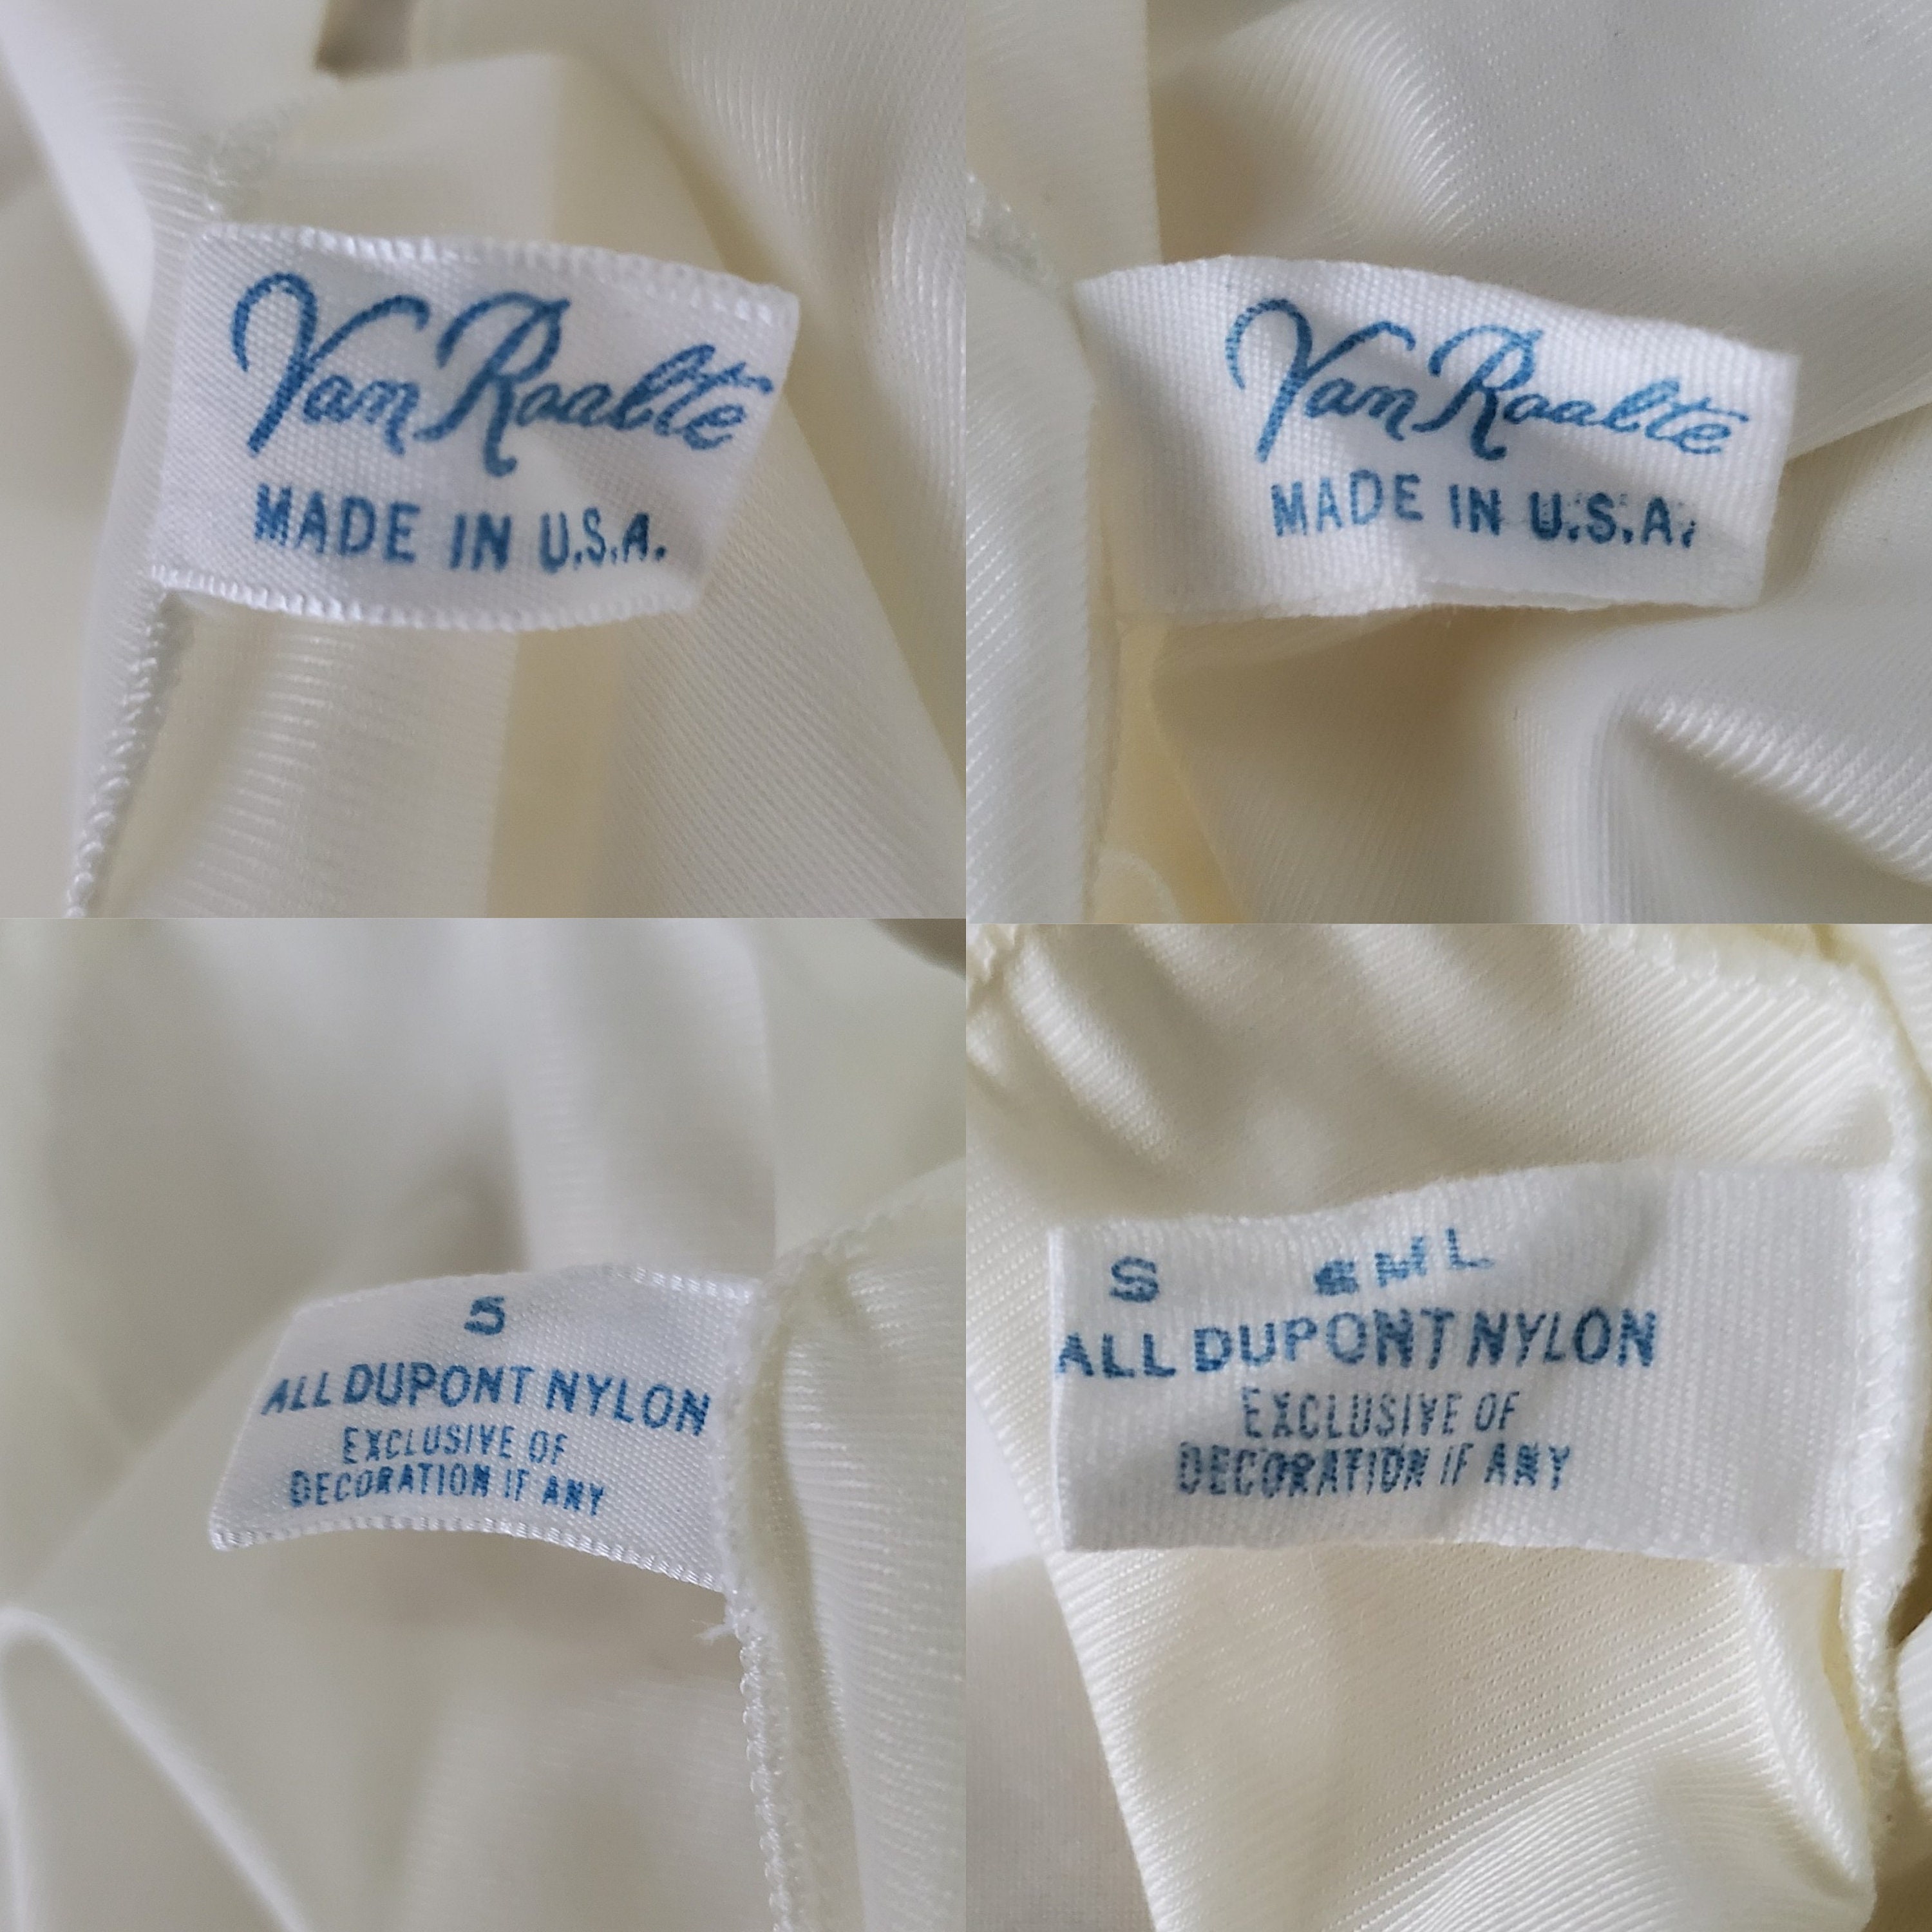 Van Raalte
MADE IN U.S.A.
Van Raalte
MADE IN U.S.A.
5
ALL DUPONT NYLON
EXCLUSIVE OF
DECORATION IF ANY
S SML
ALL DUPONT NYLON
EXCLUSIVE OF
DECORATION IF ANY